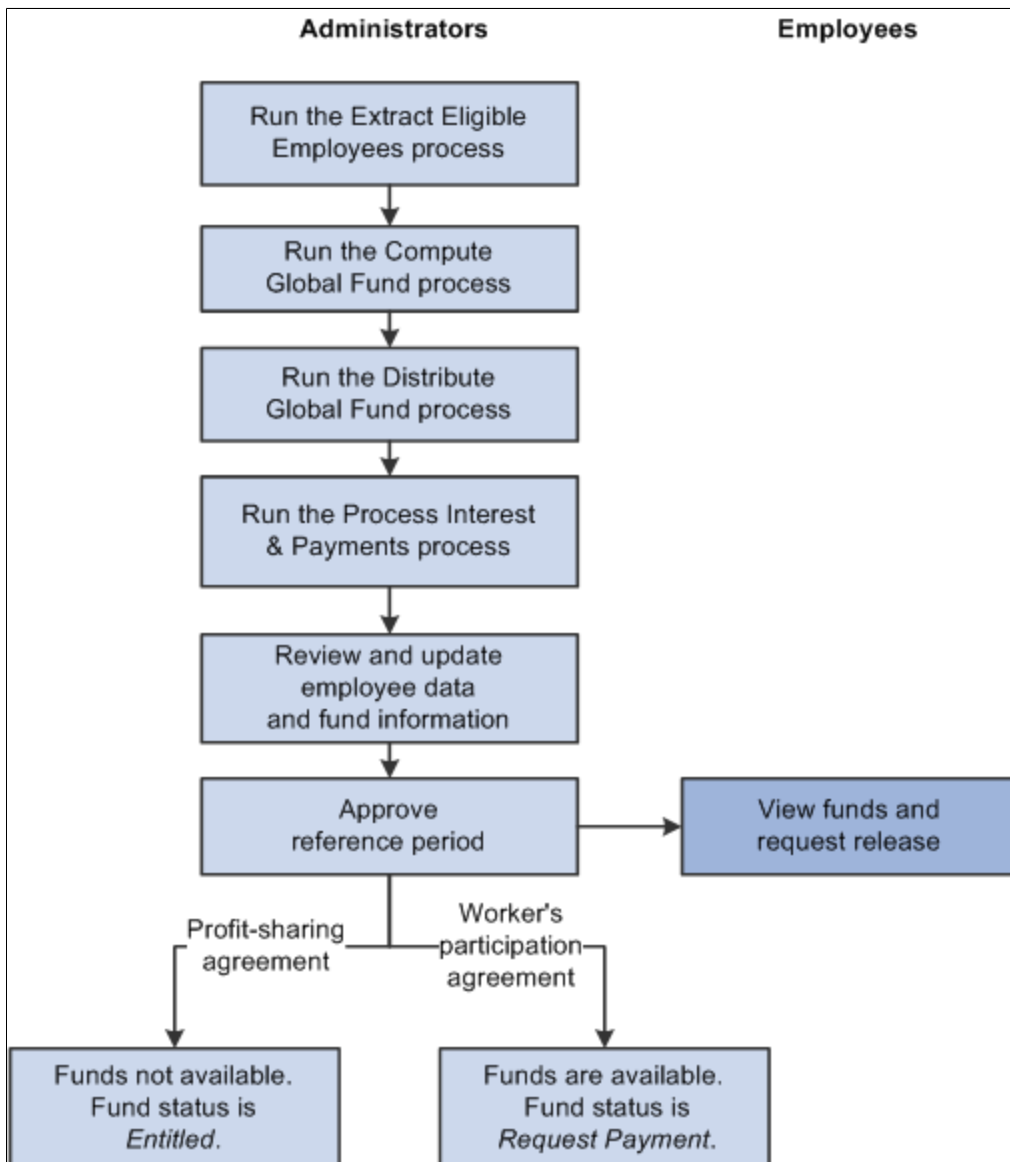 Administrators
Employees
Run the Extract Eligible
Employees process
Run the Compute
Global Fund process
Run the Distribute
Global Fund process
Run the Process Interest
& Payments process
Review and update
employee data
and fund information
Approve
reference period
View funds and
request release
Profit-sharing
agreement
Worker's
participation
agreement
Funds not available.
Fund status is
Entitled.
Funds are available.
Fund status is
Request Payment.